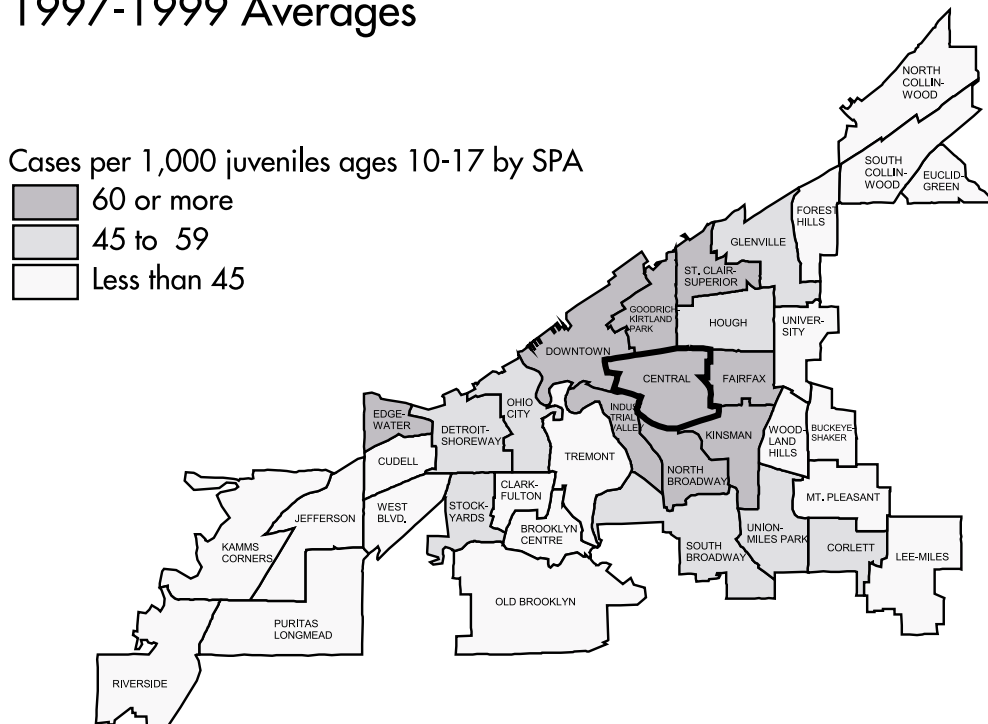 1997-1999 Averages
Cases per 1,000 juveniles ages 10-17 by SPA
60 or more
45 to 59
Less than 45
NORTH
COLLIN-
WOOD
SOUTH
COLLIN-
WOOD
EUCLID-
GREEN
FOREST
HILLS
GLENVILLE
ST. CLAIR-
SUPERIOR
GOODRICH-
KIRTLAND
PARK
HOUGH
UNIVER-
SITY
DOWNTOWN
CENTRAL
FAIRFAX
EDGE-
WATER
DETROIT-
SHOREWAY
OHIO
CITY
INDUS
TRIAL
VALLEY
KINSMAN
WOOD-
LAND
HILLS
BUCKEYE-
SHAKER
CUDELL
TREMONT
NORTH
BROADWAY
MT. PLEASANT
CLARK-
FULTON
WEST
BLVD.
STOCK-
YARDS
JEFFERSON
BROOKLYN
CENTRE
UNION-
MILES PARK
SOUTH
BROADWAY
CORLETT
LEE-MILES
KAMMS
CORNERS
OLD BROOKLYN
PURITAS
LONGMEAD
RIVERSIDE